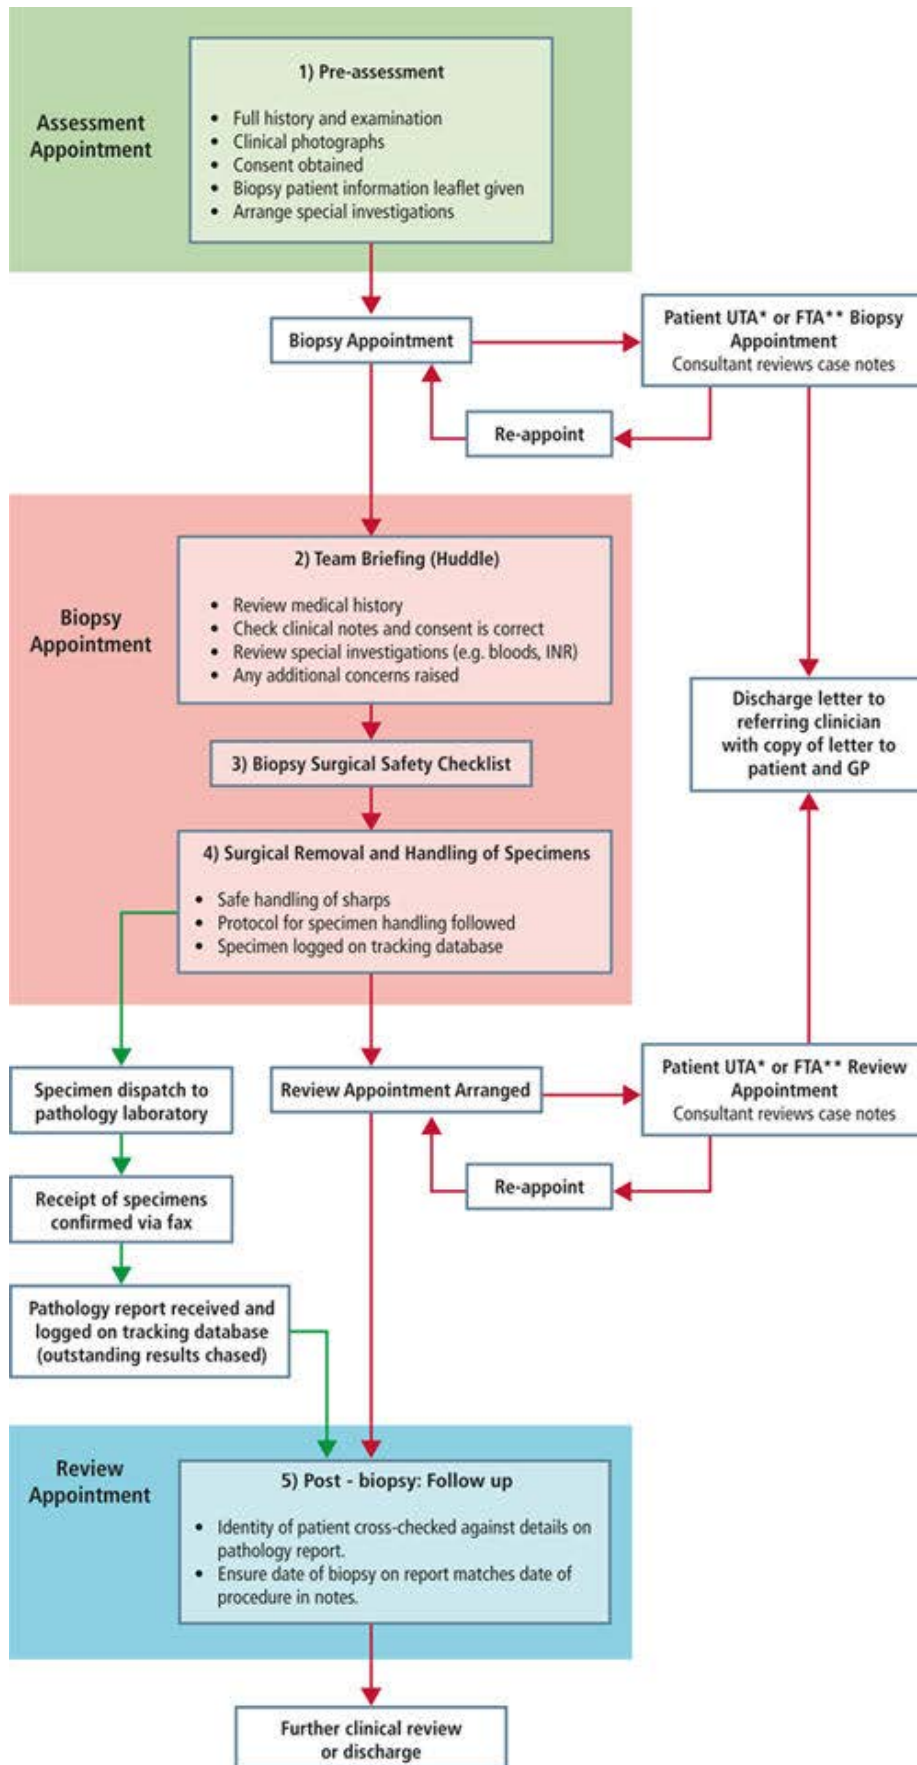 Assessment
Appointment
1) Pre-assessment
• Full history and examination
• Clinical photographs
• Consent obtained
• Biopsy patient information leaflet given
• Arrange special investigations
Biopsy Appointment
Patient UTA* or FTA** Biopsy
Appointment
Consultant reviews case notes
Re-appoint
Biopsy
Appointment
2) Team Briefing (Huddle)
• Review medical history
• Check clinical notes and consent is correct
• Review special investigations (e.g. bloods, INR)
• Any additional concerns raised
3) Biopsy Surgical Safety Checklist
4) Surgical Removal and Handling of Specimens
• Safe handling of sharps
• Protocol for specimen handling followed
• Specimen logged on tracking database
Discharge letter to
referring clinician
with copy of letter to
patient and GP
Specimen dispatch to
pathology laboratory
Review Appointment Arranged
Patient UTA* or FTA** Review
Appointment
Consultant reviews case notes
Re-appoint
Receipt of specimens
confirmed via fax
Pathology report received and
logged on tracking database
(outstanding results chased)
Review
Appointment
5) Post - biopsy: Follow up
• Identity of patient cross-checked against details on
pathology report.
• Ensure date of biopsy on report matches date of
procedure in notes.
Further clinical review
or discharge